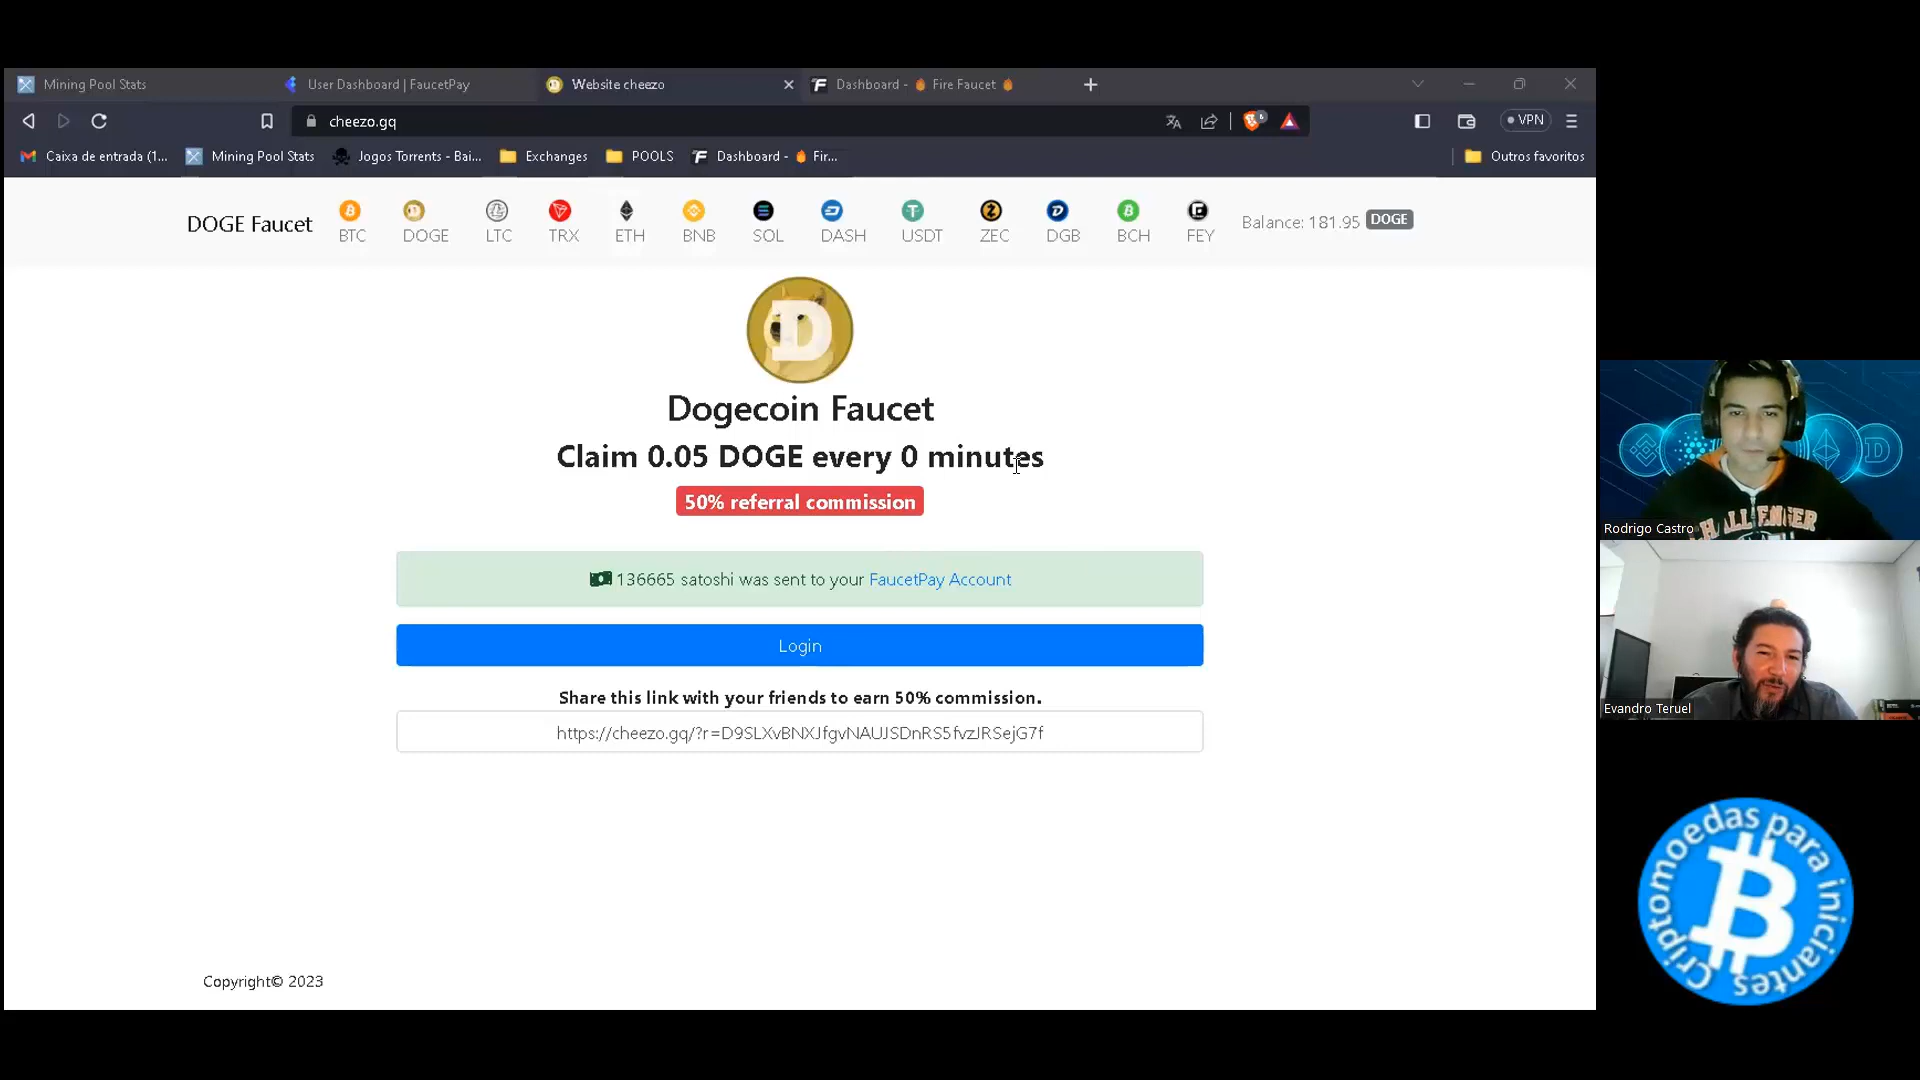 Mining Pool Stats
User Dashboard | FaucetPay
Website cheezo
Dashboard - Fire Faucet
cheezo.gq
VPN
Caixa de entrada (1...
Mining Pool Stats
Jogos Torrents - Bai...
Exchanges
POOLS
Dashboard - Fir...
Outros favoritos
DOGE Faucet
BTC
DOGE
LTC
TRX
ETH
BNB
SOL
DASH
USDT
ZEC
DGB
BCH
FEY
Balance: 181.95 DOGE
Dogecoin Faucet
Claim 0.05 DOGE every 0 minutes
50% referral commission
136665 satoshi was sent to your FaucetPay Account
Login
Share this link with your friends to earn 50% commission.
https://cheezo.gq/?r=D9SLXvBNXJfgvNAUJSDnRS5fvzJRSejG7f
Copyright© 2023
CHALLENGER
Rodrigo Castro
Evandro Teruel
Criptomoedas para iniciantes